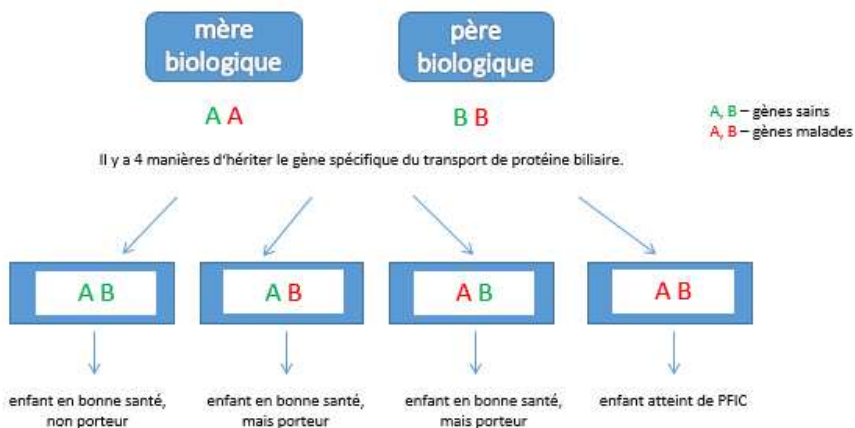 mère
biologique
père
biologique
A A
B B
A, B – gènes sains
A, B – gènes malades
Il y a 4 manières d'hériter le gène spécifique du transport de protéine biliaire.
A B
A B
A B
A B
enfant en bonne santé,
non porteur
enfant en bonne santé,
mais porteur
enfant en bonne santé,
mais porteur
enfant atteint de PFIC